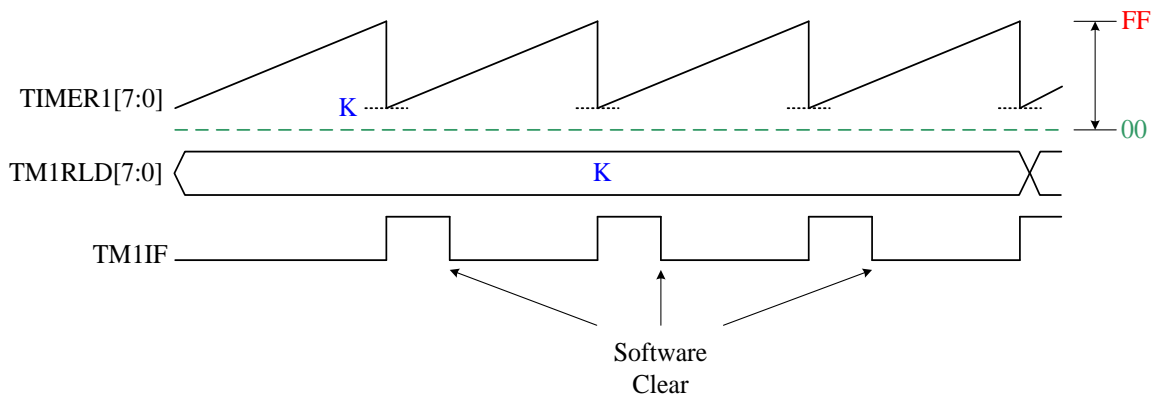 FF
TIMER1[7:0]
K
00
TM1RLD[7:0]
K
TM1IF
Software
Clear